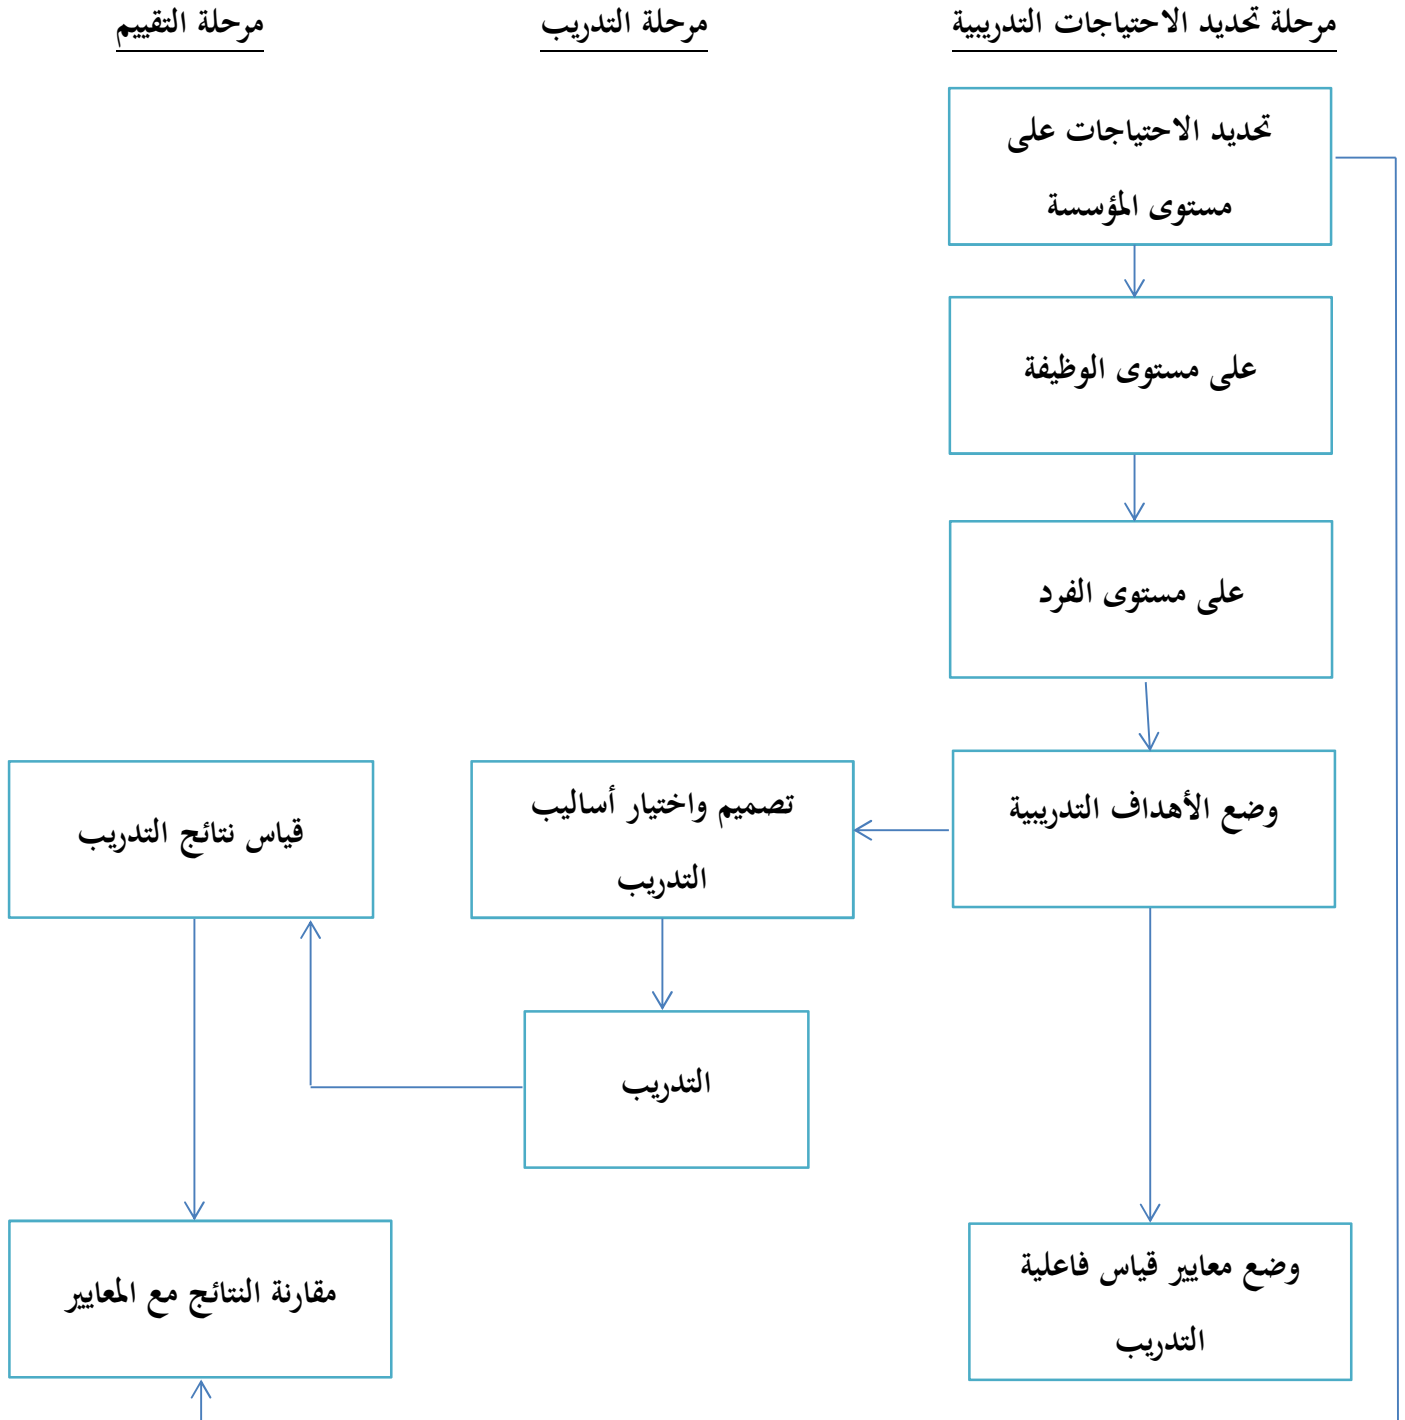 مرحلة تحديد الاحتياجات التدريبية
مرحلة التدريب
مرحلة التقييم
تحديد الاحتياجات على
مستوى المؤسسة
على مستوى الوظيفة
على مستوى الفرد
وضع الأهداف التدريبية
تصميم واختيار أساليب
التدريب
قياس نتائج التدريب
التدريب
وضع معايير قياس فاعلية
التدريب
مقارنة النتائج مع المعايير